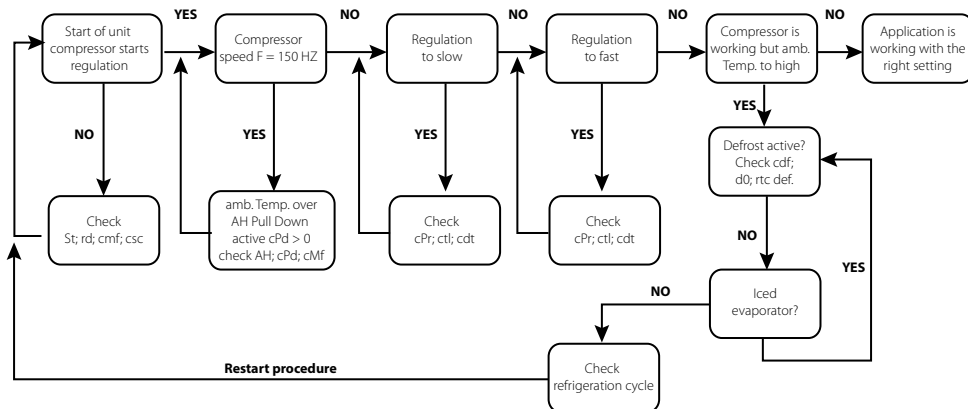 Start of unit
compressor starts
regulation
YES
Compressor
speed F = 150 HZ
NO
Regulation
to slow
NO
Regulation
to fast
NO
Compressor is
working but amb.
Temp. to high
NO
Application is
working with the
right setting
NO
YES
YES
YES
YES
Check
St; rd; cmf; csc
amb. Temp. over
AH Pull Down
active cPd > 0
check AH; cPd; cMf
Check
cPr; ctl; cdt
Check
cPr; ctl; cdt
Defrost active?
Check cdf;
d0; rtc def.
NO
YES
Iced
evaporator?
NO
Check
refrigeration cycle
Restart procedure